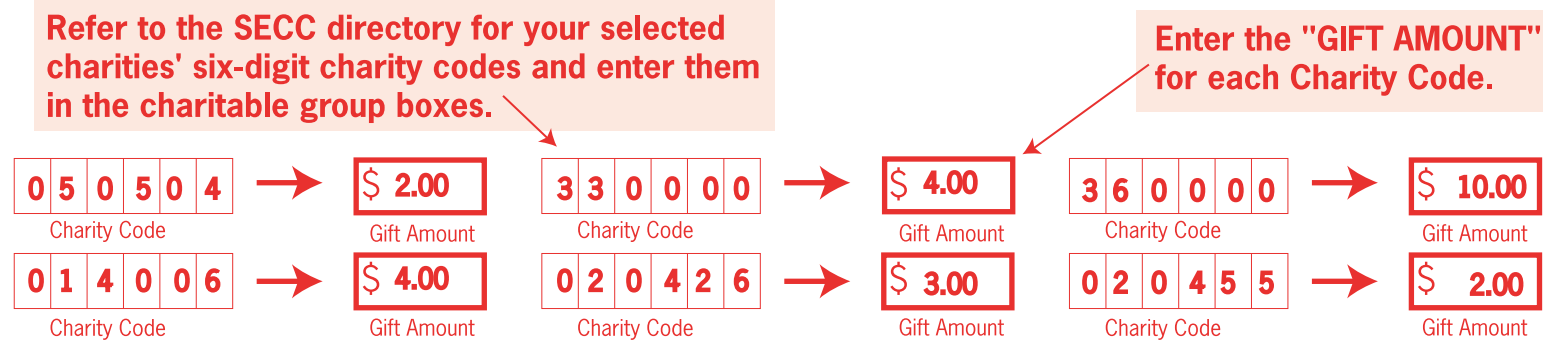 Refer to the SECC directory for your selected
charities' six-digit charity codes and enter them
in the charitable group boxes.
Enter the "GIFT AMOUNT"
for each Charity Code.
0 5 0 5 0 4 $ 2.00 3 3 0 0 0 0 $ 4.00 3 6 0 0 0 0 $ 10.00
Charity Code Gift Amount Charity Code Gift Amount Charity Code Gift Amount
0 1 4 0 0 6 $ 4.00 0 2 0 4 2 6 $ 3.00 0 2 0 4 5 5 $ 2.00
Charity Code Gift Amount Charity Code Gift Amount Charity Code Gift Amount